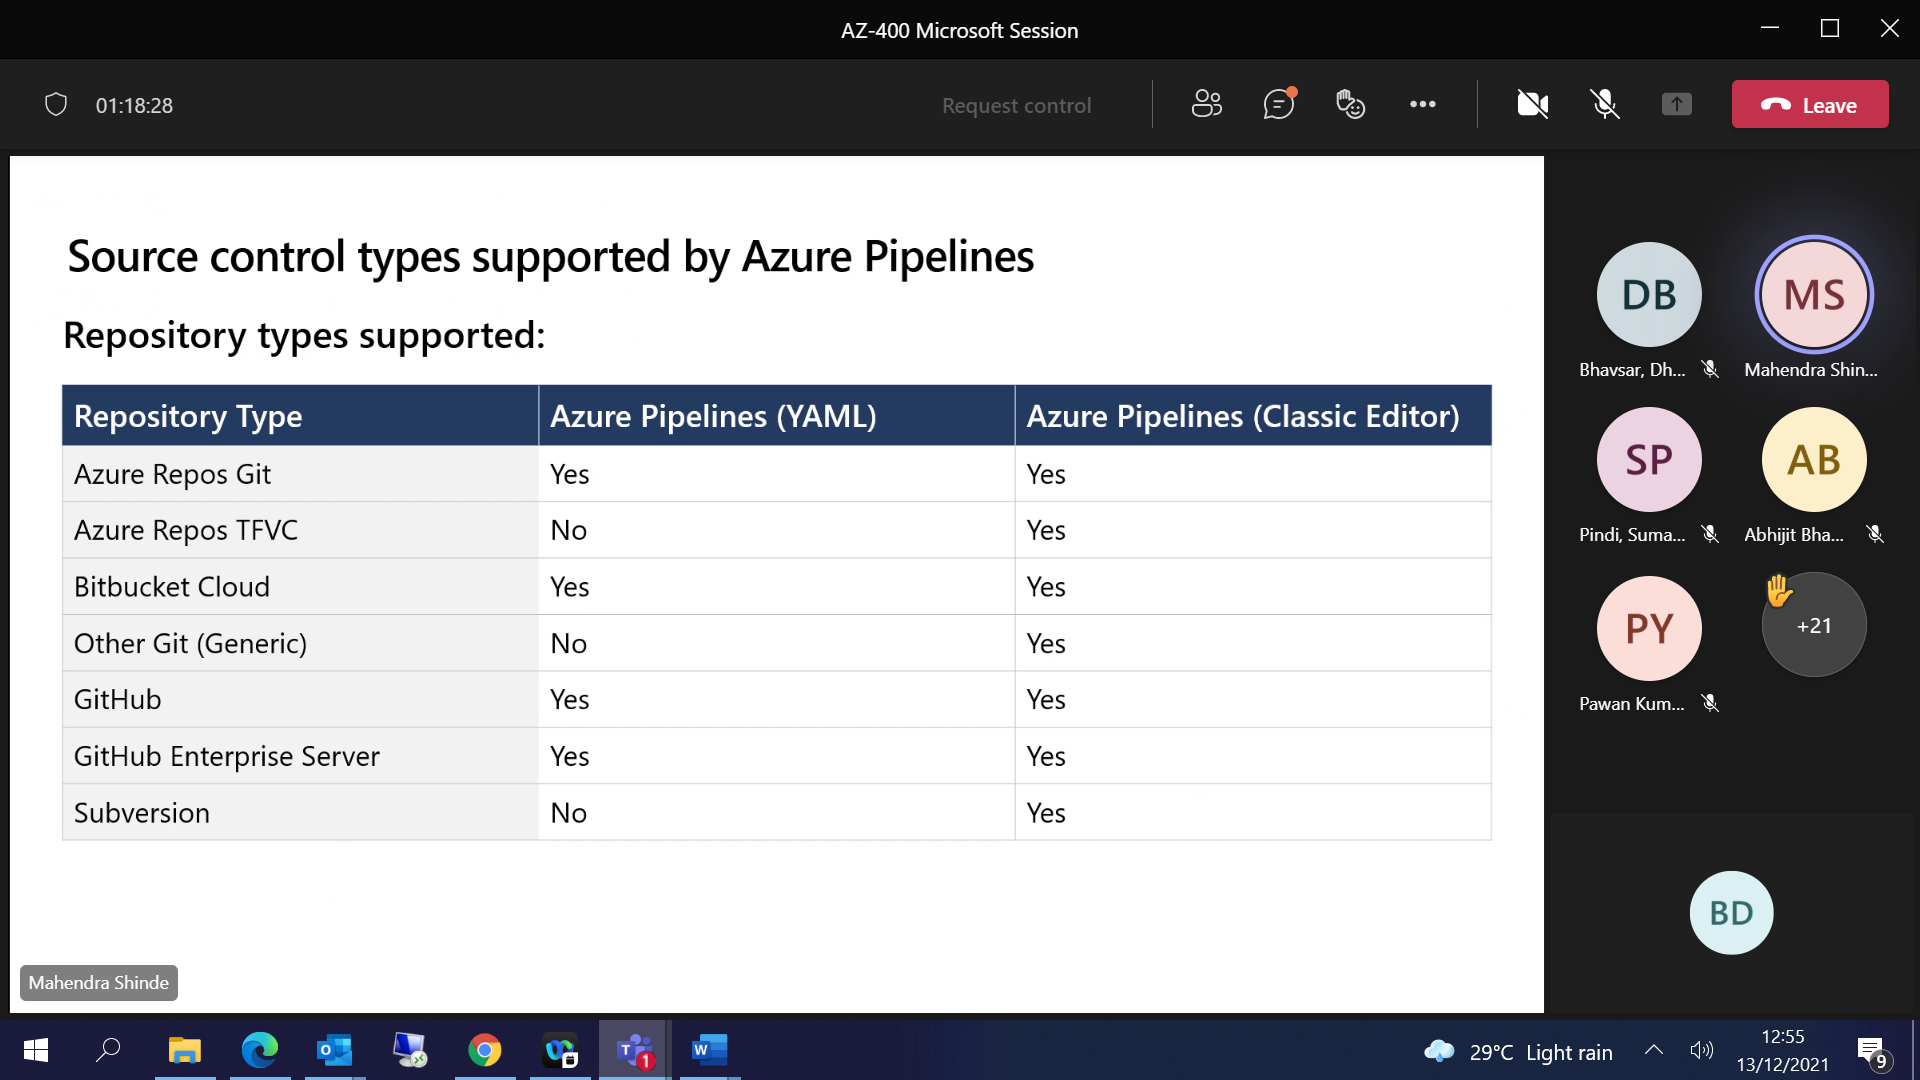 AZ-400 Microsoft Session
01:18:28
Request control
Leave
Source control types supported by Azure Pipelines
Repository types supported:
Repository Type Azure Pipelines (YAML) Azure Pipelines (Classic Editor)
Azure Repos Git Yes Yes
Azure Repos TFVC No Yes
Bitbucket Cloud Yes Yes
Other Git (Generic) No Yes
GitHub Yes Yes
GitHub Enterprise Server Yes Yes
Subversion No Yes
Mahendra Shinde
DB
Bhavsar, Dh...
MS
Mahendra Shin...
SP
Pindi, Suma...
AB
Abhijit Bha...
PY
Pawan Kum...
+21
BD
O
T
1
W
29°C Light rain
12:55
13/12/2021
9